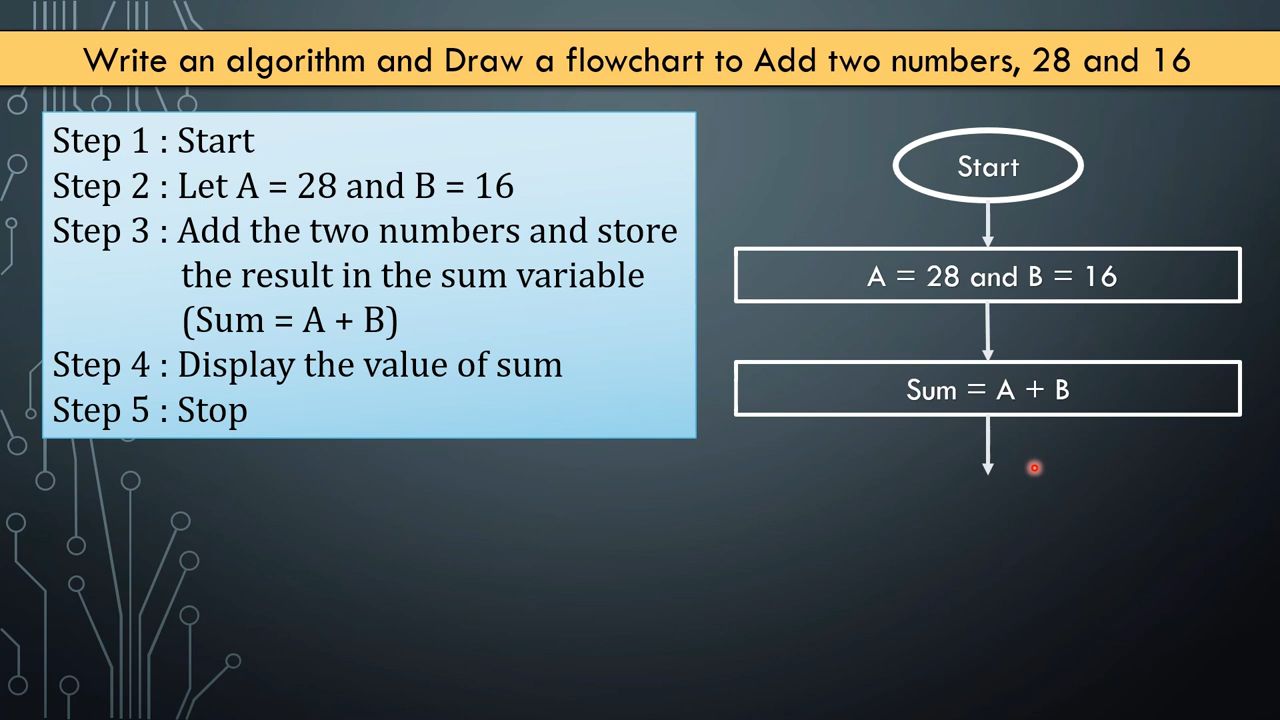 Write an algorithm and Draw a flowchart to Add two numbers, 28 and 16
Step 1 : Start
Step 2 : Let A = 28 and B = 16
Step 3 : Add the two numbers and store
the result in the sum variable
(Sum = A + B)
Step 4 : Display the value of sum
Step 5 : Stop
Start
A = 28 and B = 16
Sum = A + B